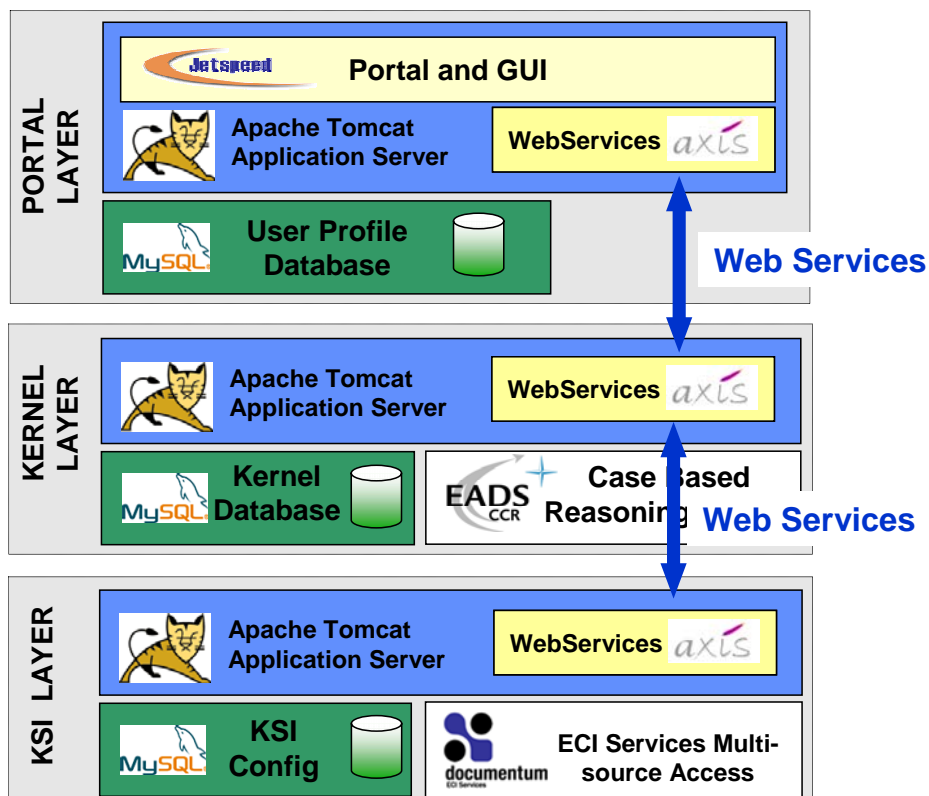 PORTAL
LAYER
Jetspeed
Portal and GUI
Apache Tomcat
Application Server
WebServices
axis
MySQL
User Profile
Database
Web Services
KERNEL
LAYER
Apache Tomcat
Application Server
WebServices
axis
MySQL
Kernel
Database
EADS
CCR
Case Based
Reasoning
Web Services
KSI LAYER
Apache Tomcat
Application Server
WebServices
axis
MySQL
KSI
Config
documentum
ECI Services
ECI Services Multi-
source Access